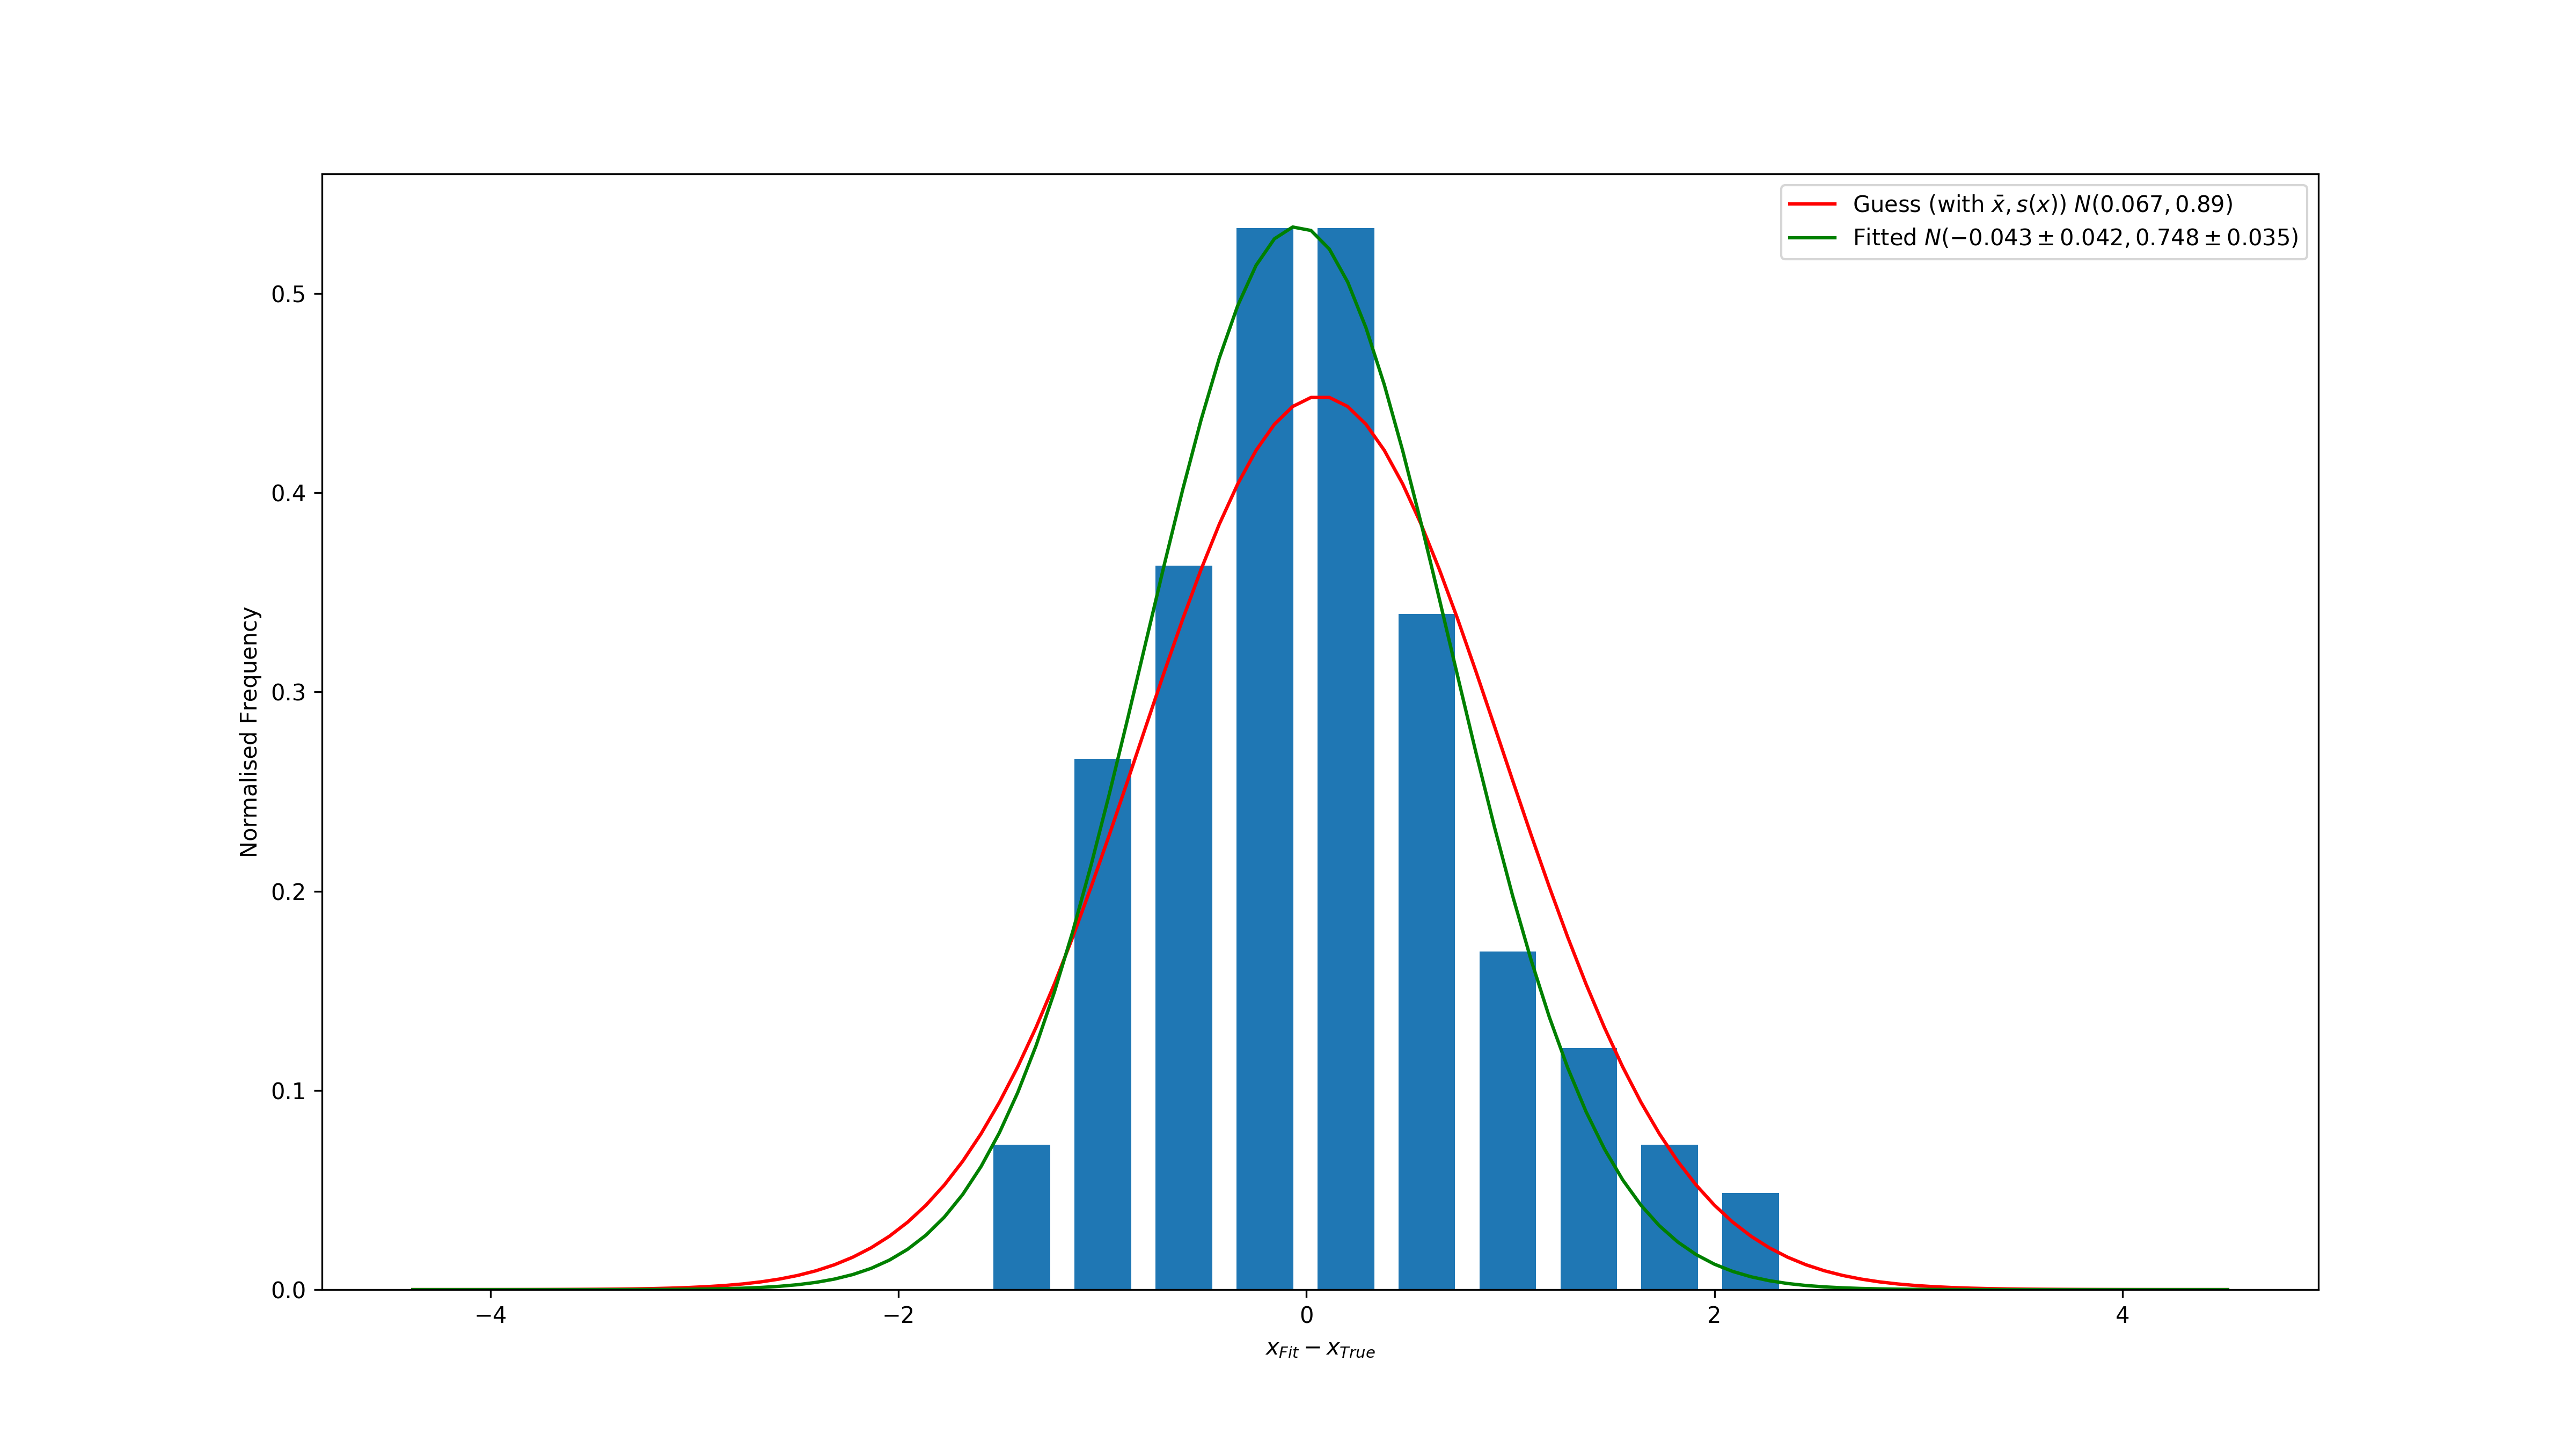 Guess (with x̄, s(x)) N(0.067, 0.89)
Fitted N(−0.043 ± 0.042, 0.748 ± 0.035)
Normalised Frequency
0.5
0.4
0.3
0.2
0.1
0.0
−4 −2 0 2 4
x_Fit − x_True